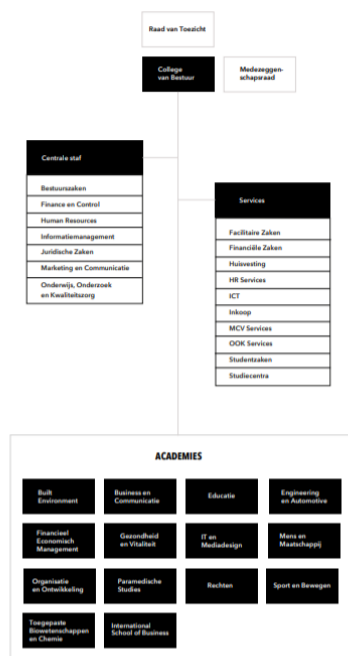 Raad van Toezicht
College
van Bestuur
Medezeggen-
schapsraad
Centrale staf
Bestuurszaken
Finance en Control
Human Resources
Informatiemanagement
Juridische Zaken
Marketing en Communicatie
Onderwijs, Onderzoek
en Kwaliteitszorg
Services
Facilitaire Zaken
Financiële Zaken
Huisvesting
HR Services
ICT
Inkoop
MCV Services
OOK Services
Studentzaken
Studiecentra
ACADEMIES
Built
Environment
Business en
Communicatie
Educatie
Engineering
en Automotive
Financieel
Economisch
Management
Gezondheid
en Vitaliteit
IT en
Mediadesign
Mens en
Maatschappij
Organisatie
en Ontwikkeling
Paramedische
Studies
Rechten
Sport en Bewegen
Toegepaste
Biowetenschappen
en Chemie
International
School of Business